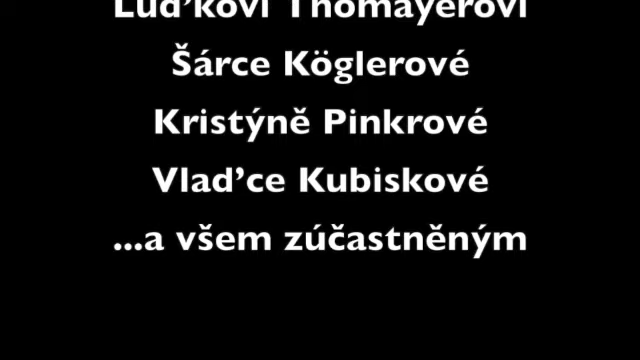 Luďkovi Thomayerovi
Šárce Köglerové
Kristýně Pinkrové
Vlaďce Kubiskové
...a všem zúčastněným